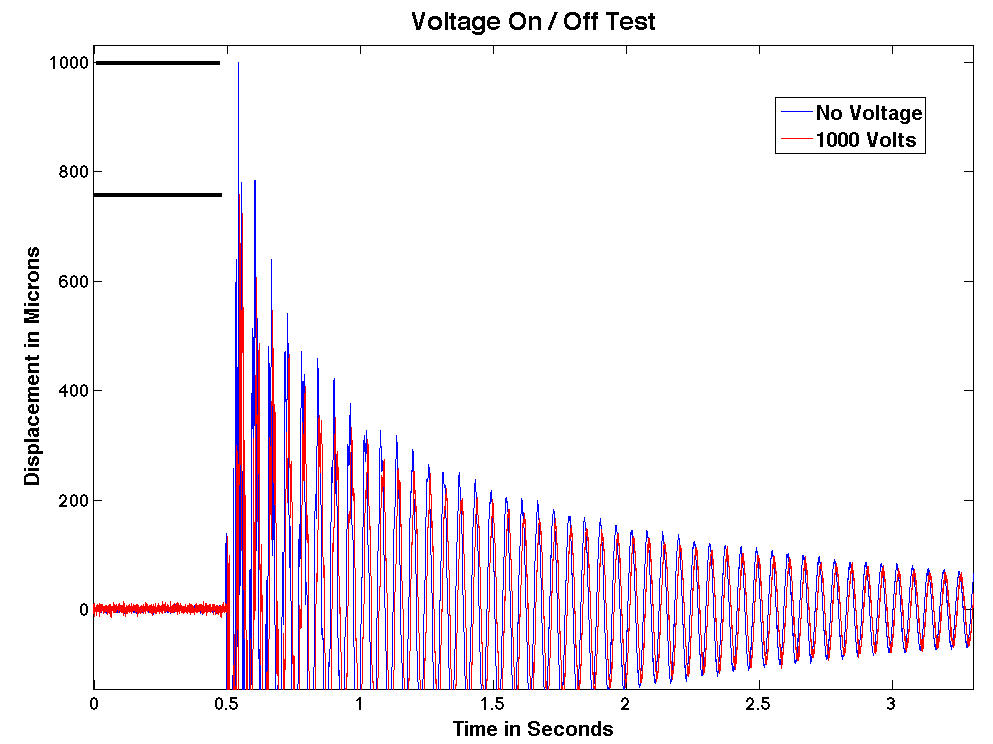 Voltage On / Off Test
No Voltage
1000 Volts
1000
800
600
400
200
0
Displacement in Microns
0
0.5
1
1.5
2
2.5
3
Time in Seconds